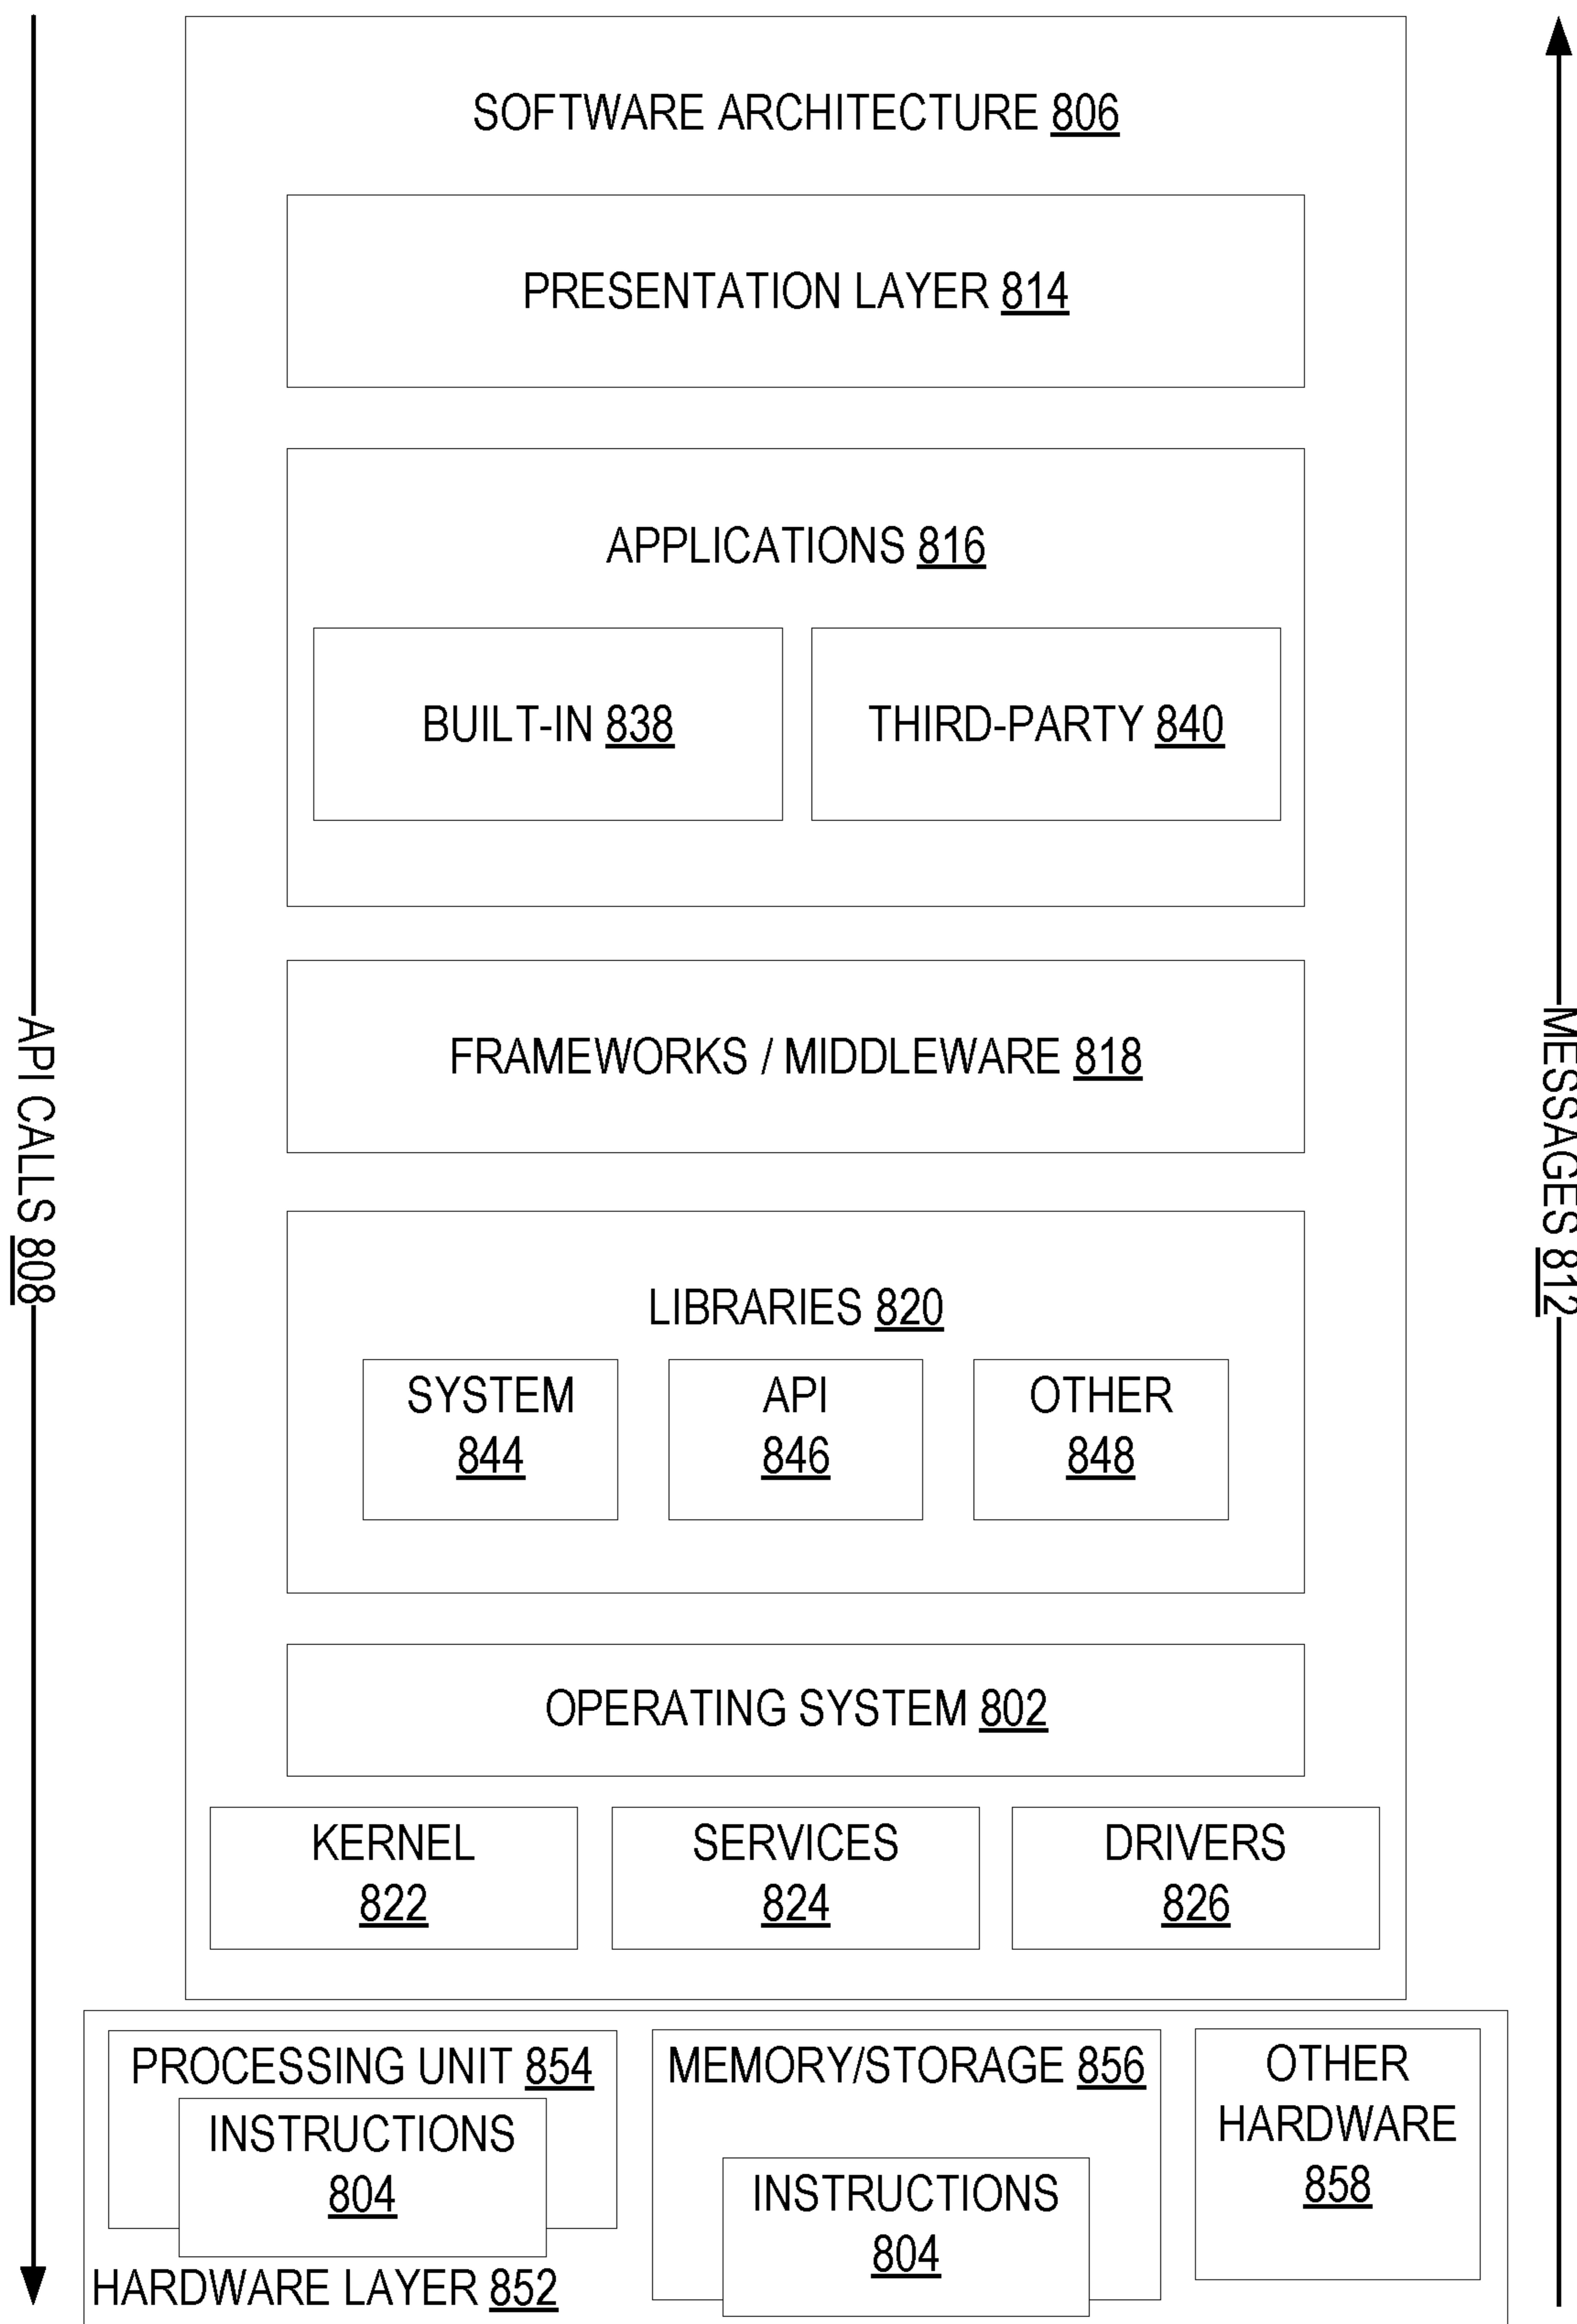 SOFTWARE ARCHITECTURE 806
PRESENTATION LAYER 814
APPLICATIONS 816
BUILT-IN 838
THIRD-PARTY 840
FRAMEWORKS / MIDDLEWARE 818
API CALLS 808
MESSAGES 812
LIBRARIES 820
SYSTEM
844
API
846
OTHER
848
OPERATING SYSTEM 802
KERNEL
822
SERVICES
824
DRIVERS
826
PROCESSING UNIT 854
INSTRUCTIONS
804
MEMORY/STORAGE 856
INSTRUCTIONS
804
OTHER
HARDWARE
858
HARDWARE LAYER 852